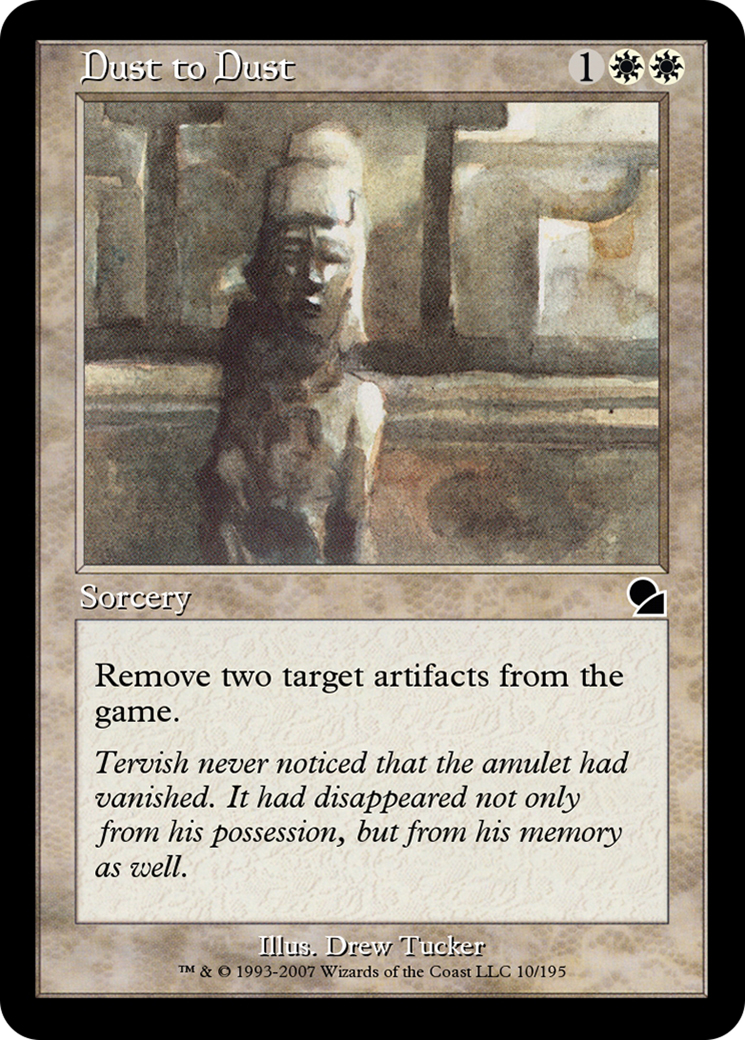 Dust to Dust 1
Sorcery
Remove two target artifacts from the
game.
Tervish never noticed that the amulet had
vanished. It had disappeared not only
from his possession, but from his memory
as well.
Illus. Drew Tucker
™ & © 1993-2007 Wizards of the Coast LLC 10/195